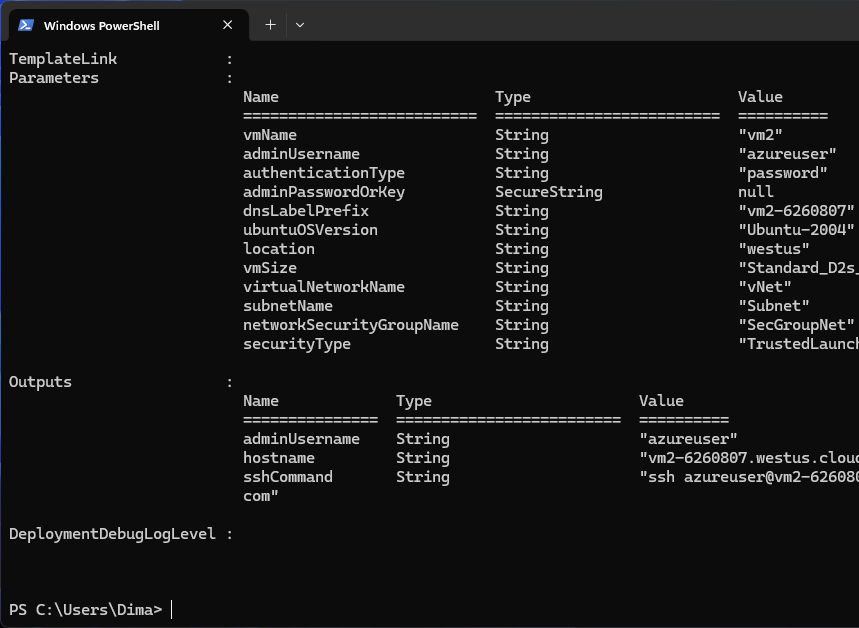 Windows PowerShell
TemplateLink :
Parameters :
Name Type Value
========================== ========================= ==========
vmName String "vm2"
adminUsername String "azureuser"
authenticationType String "password"
adminPasswordOrKey SecureString null
dnsLabelPrefix String "vm2-6260807"
ubuntuOSVersion String "Ubuntu-2004"
location String "westus"
vmSize String "Standard_D2s_
virtualNetworkName String "vNet"
subnetName String "Subnet"
networkSecurityGroupName String "SecGroupNet"
securityType String "TrustedLaunch
Outputs :
Name Type Value
=============== ========================= ==========
adminUsername String "azureuser"
hostname String "vm2-6260807.westus.cloud
sshCommand String "ssh azureuser@vm2-626080
com"
DeploymentDebugLogLevel :
PS C:\Users\Dima>